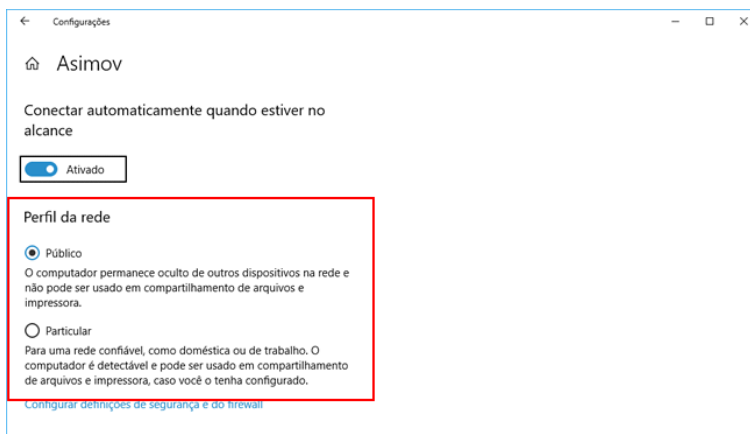 Configurações
Asimov
Conectar automaticamente quando estiver no
alcance
Ativado
Perfil da rede
Público
O computador permanece oculto de outros dispositivos na rede e
não pode ser usado em compartilhamento de arquivos e
impressora.
Particular
Para uma rede confiável, como doméstica ou de trabalho. O
computador é detectável e pode ser usado em compartilhamento
de arquivos e impressora, caso você o tenha configurado.
Configurar definições de segurança e do firewall